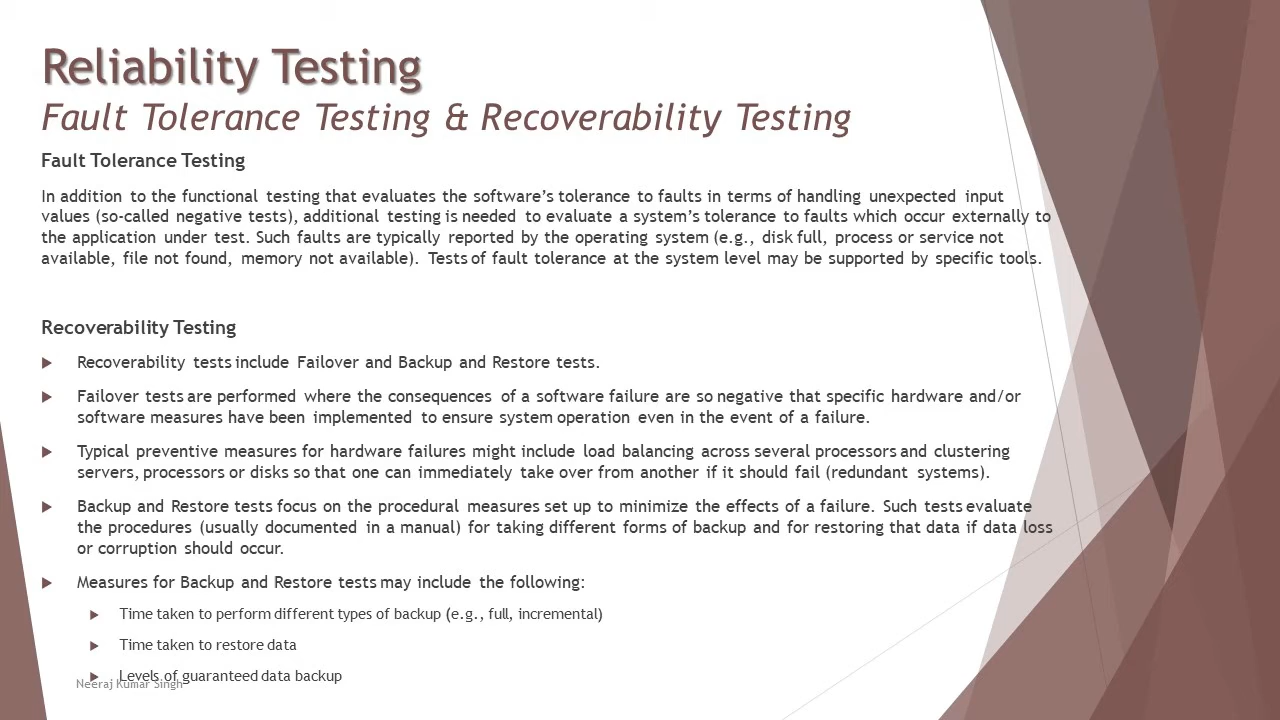 Reliability Testing
Fault Tolerance Testing & Recoverability Testing
Fault Tolerance Testing
In addition to the functional testing that evaluates the software’s tolerance to faults in terms of handling unexpected input
values (so-called negative tests), additional testing is needed to evaluate a system’s tolerance to faults which occur externally to
the application under test. Such faults are typically reported by the operating system (e.g., disk full, process or service not
available, file not found, memory not available). Tests of fault tolerance at the system level may be supported by specific tools.
Recoverability Testing
Recoverability tests include Failover and Backup and Restore tests.
Failover tests are performed where the consequences of a software failure are so negative that specific hardware and/or
software measures have been implemented to ensure system operation even in the event of a failure.
Typical preventive measures for hardware failures might include load balancing across several processors and clustering
servers, processors or disks so that one can immediately take over from another if it should fail (redundant systems).
Backup and Restore tests focus on the procedural measures set up to minimize the effects of a failure. Such tests evaluate
the procedures (usually documented in a manual) for taking different forms of backup and for restoring that data if data loss
or corruption should occur.
Measures for Backup and Restore tests may include the following:
Time taken to perform different types of backup (e.g., full, incremental)
Time taken to restore data
Levels of guaranteed data backup
Neeraj Kumar Singh